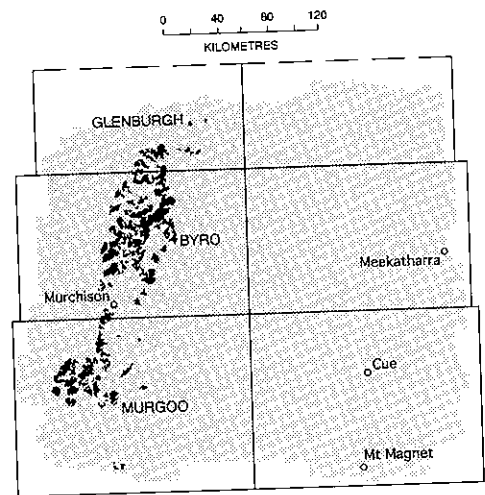 0 40 80 120
KILOMETRES
GLENBURGH
BYRO
Meekatharra
Murchison
Cue
MURGOO
Mt Magnet